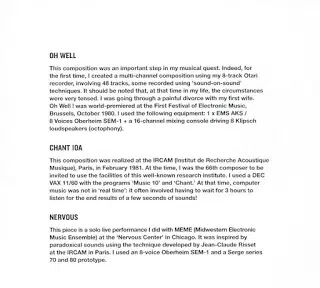 OH WELL
This composition was an important step in my musical quest. Indeed, for
the first time, I created a multi-channel composition using my 8-track Otari
recorder, involving 48 tracks, some recorded using 'sound-on-sound'
techniques. It should be noted that, at that time in my life, the circumstances
were very tensed. I was going through a painful divorce with my first wife.
Oh Well ! was world-premiered at the First Festival of Electronic Music,
Brussels, October 1980. I used the following equipment: 1 x EMS AKS /
8 Voices Oberheim SEM-1 + a 16-channel mixing console driving 8 Klipsch
loudspeakers (octophony).
CHANT IOA
This composition was realized at the IRCAM (Institut de Recherche Acoustique
Musique), Paris, in February 1981. At that time, I was the 66th composer to be
invited to use the facilities of this well-known research institute. I used a DEC
VAX 11/60 with the programs 'Music 10' and 'Chant.' At that time, computer
music was not in 'real time': it often involved having to wait for 3 hours to
listen for the end results of a few seconds of sounds!
NERVOUS
This piece is a solo live performance I did with MEME (Midwestern Electronic
Music Ensemble) at the 'Nervous Center' in Chicago. It was inspired by
paradoxical sounds using the technique developed by Jean-Claude Risset
at the IRCAM in Paris. I used an 8-voice Oberheim SEM-1 and a Serge series
70 and 80 prototype.